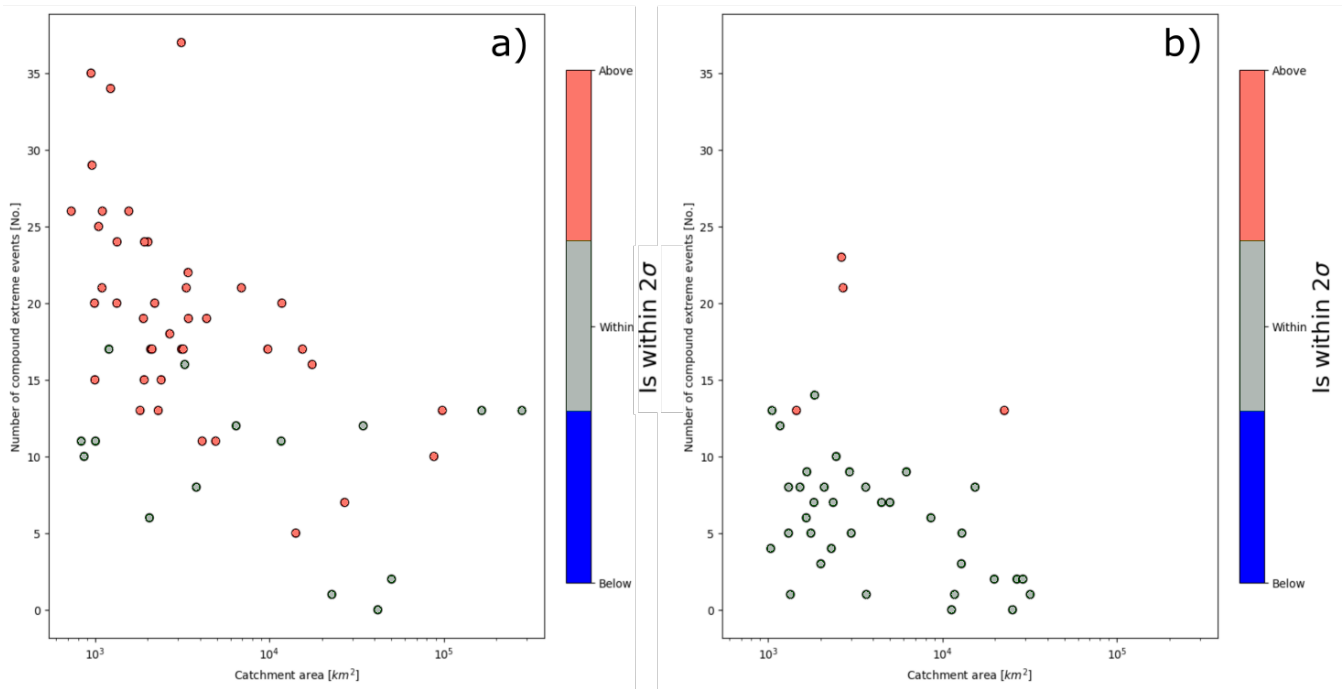 a)
35
30
25
20
15
10
5
0
Number of compound extreme events [No.]
10³
10⁴
10⁵
Catchment area [km²]
Above
Within
Below
Is within 2σ
b)
35
30
25
20
15
10
5
0
Number of compound extreme events [No.]
10³
10⁴
10⁵
Catchment area [km²]
Above
Within
Below
Is within 2σ